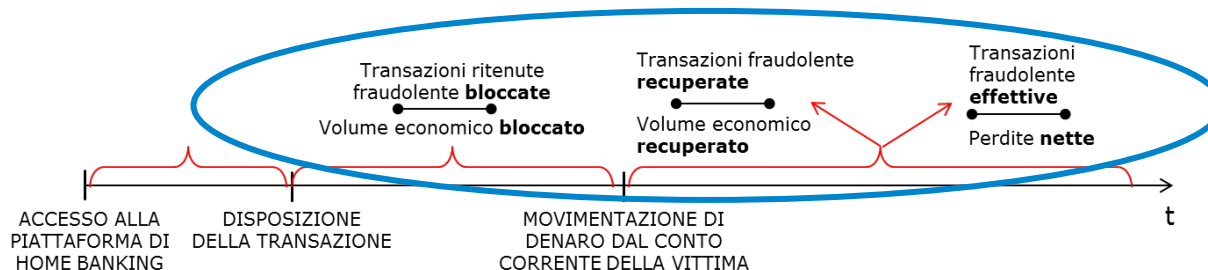 Transazioni ritenute
fraudolente bloccate
Volume economico bloccato
Transazioni fraudolente
recuperate
Volume economico
recuperato
Transazioni
fraudolente
effettive
Perdite nette
t
ACCESSO ALLA
PIATTAFORMA DI
HOME BANKING
DISPOSIZIONE
DELLA TRANSAZIONE
MOVIMENTAZIONE DI
DENARO DAL CONTO
CORRENTE DELLA VITTIMA